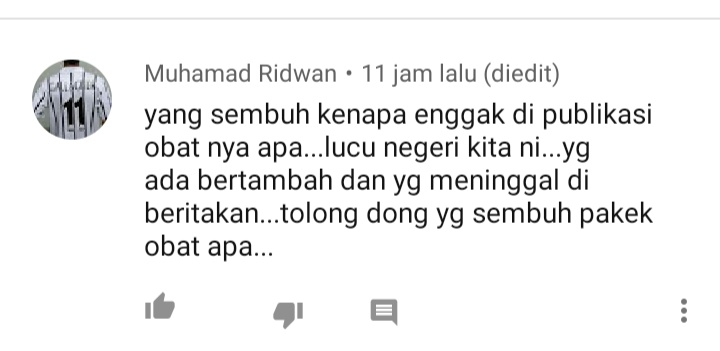 Muhamad Ridwan • 11 jam lalu (diedit)
yang sembuh kenapa enggak di publikasi
obat nya apa...lucu negeri kita ni...yg
ada bertambah dan yg meninggal di
beritakan...tolong dong yg sembuh pakek
obat apa...
11